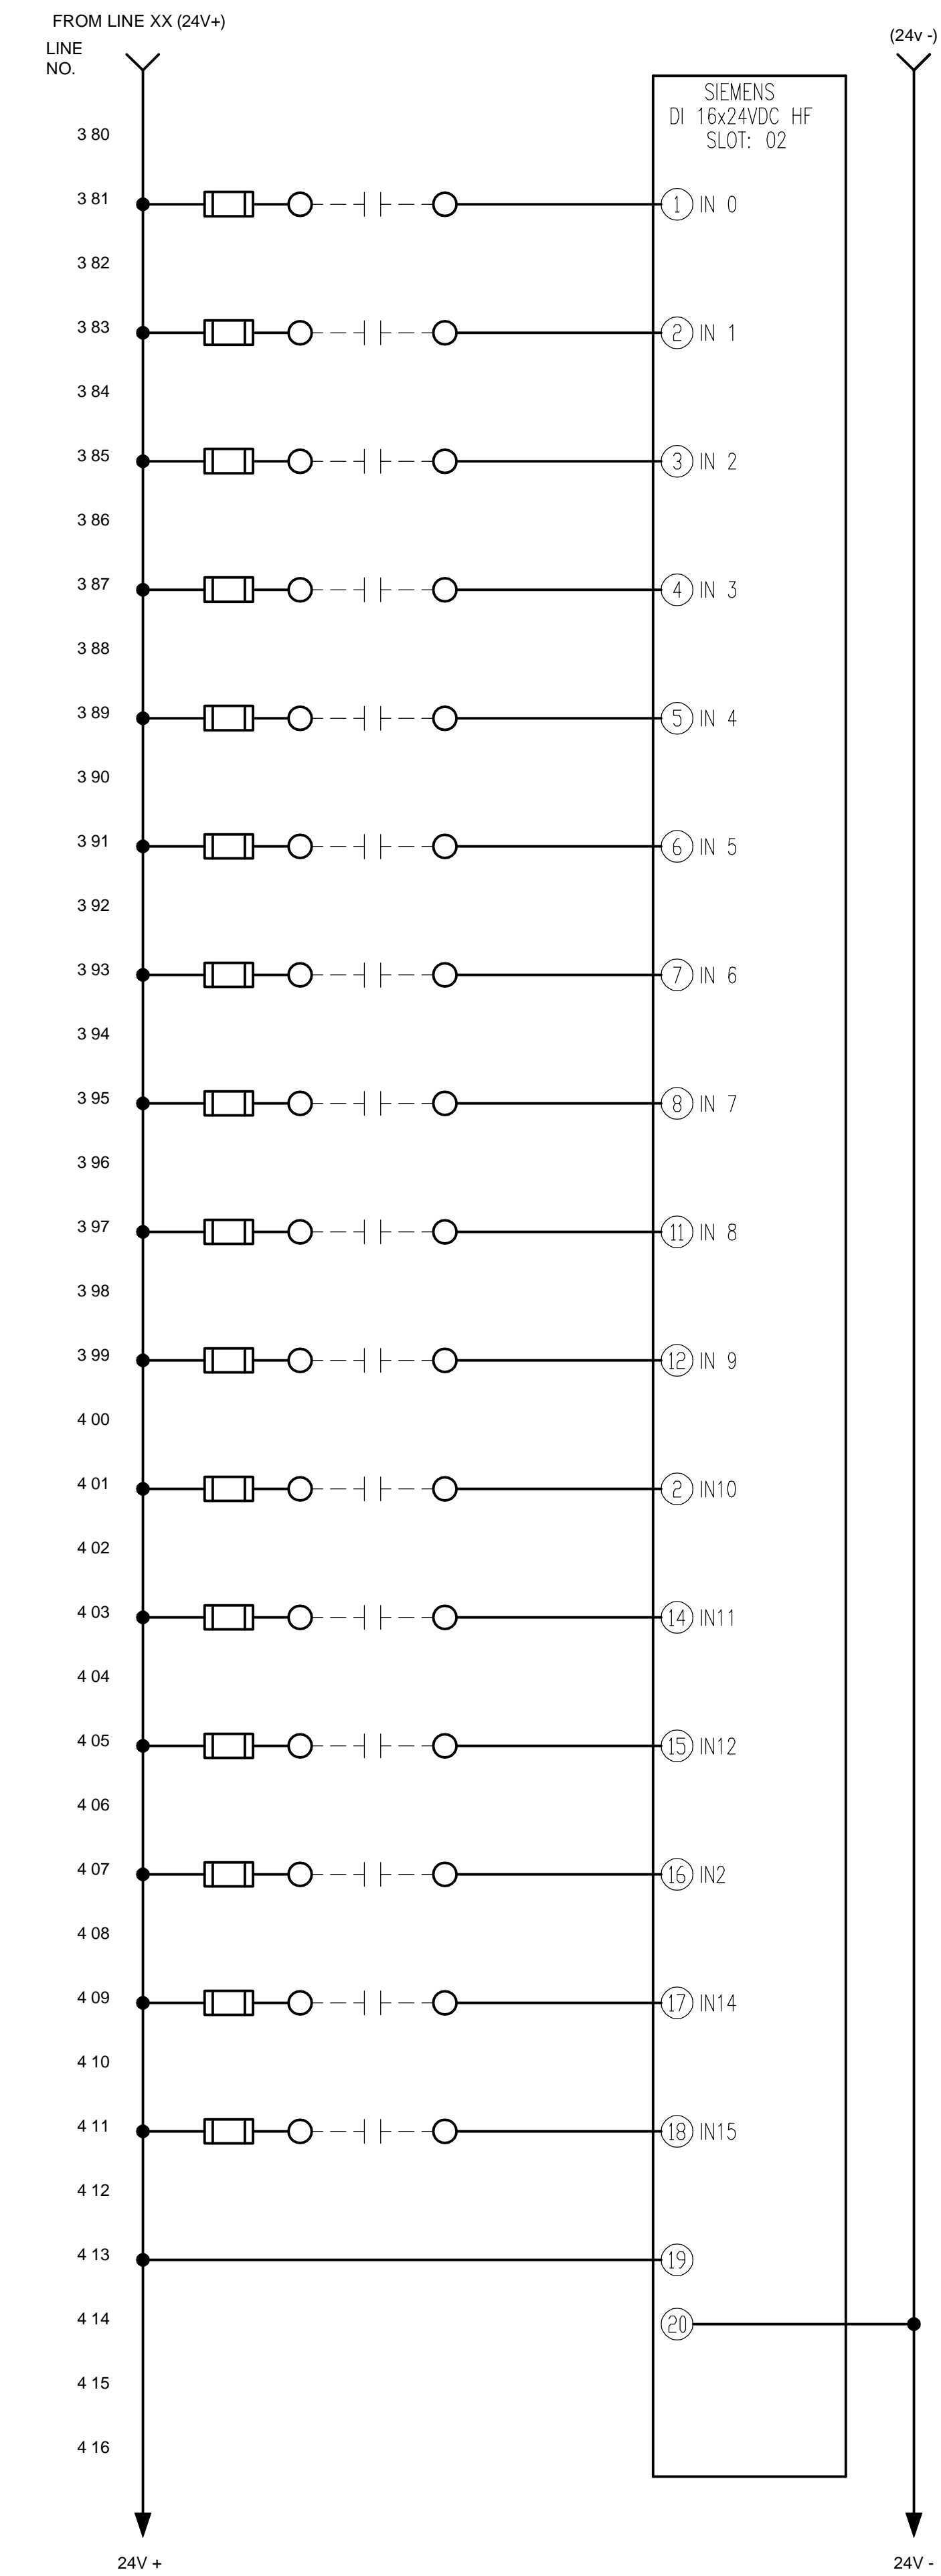 FROM LINE XX (24V+)
(24v -)
LINE
NO.
SIEMENS
DI 16x24VDC HF
SLOT: 02
3 80
3 81 1 IN 0
3 82
3 83 2 IN 1
3 84
3 85 3 IN 2
3 86
3 87 4 IN 3
3 88
3 89 5 IN 4
3 90
3 91 6 IN 5
3 92
3 93 7 IN 6
3 94
3 95 8 IN 7
3 96
3 97 11 IN 8
3 98
3 99 12 IN 9
4 00
4 01 2 IN10
4 02
4 03 14 IN11
4 04
4 05 15 IN12
4 06
4 07 16 IN2
4 08
4 09 17 IN14
4 10
4 11 18 IN15
4 12
4 13 19
4 14 20
4 15
4 16
24V + 24V -